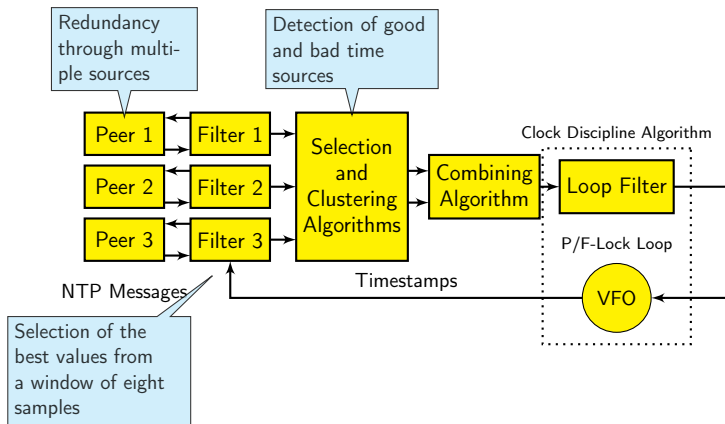 Redundancy
through multi-
ple sources
Detection of good
and bad time
sources
Clock Discipline Algorithm
Peer 1
Filter 1
Peer 2
Filter 2
Peer 3
Filter 3
Selection
and
Clustering
Algorithms
Combining
Algorithm
Loop Filter
P/F-Lock Loop
VFO
Timestamps
NTP Messages
Selection of the
best values from
a window of eight
samples